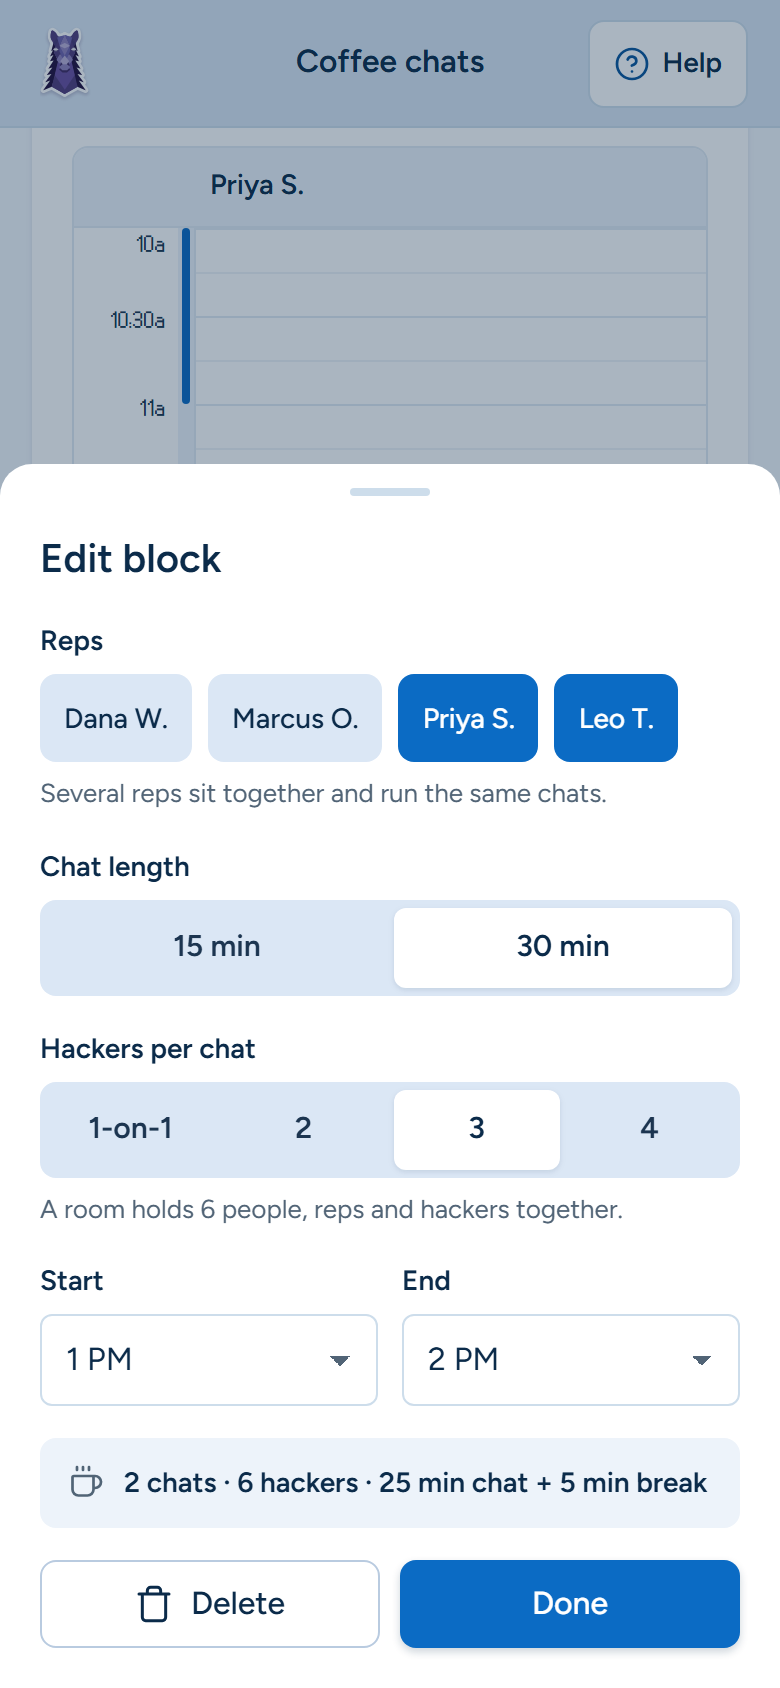 Coffee chats
Help
Priya S.
10a
10:30a
11a
Edit block
Reps
Dana W.
Marcus O.
Priya S.
Leo T.
Several reps sit together and run the same chats.
Chat length
15 min
30 min
Hackers per chat
1-on-1
2
3
4
A room holds 6 people, reps and hackers together.
Start
End
1 PM
2 PM
2 chats · 6 hackers · 25 min chat + 5 min break
Delete
Done